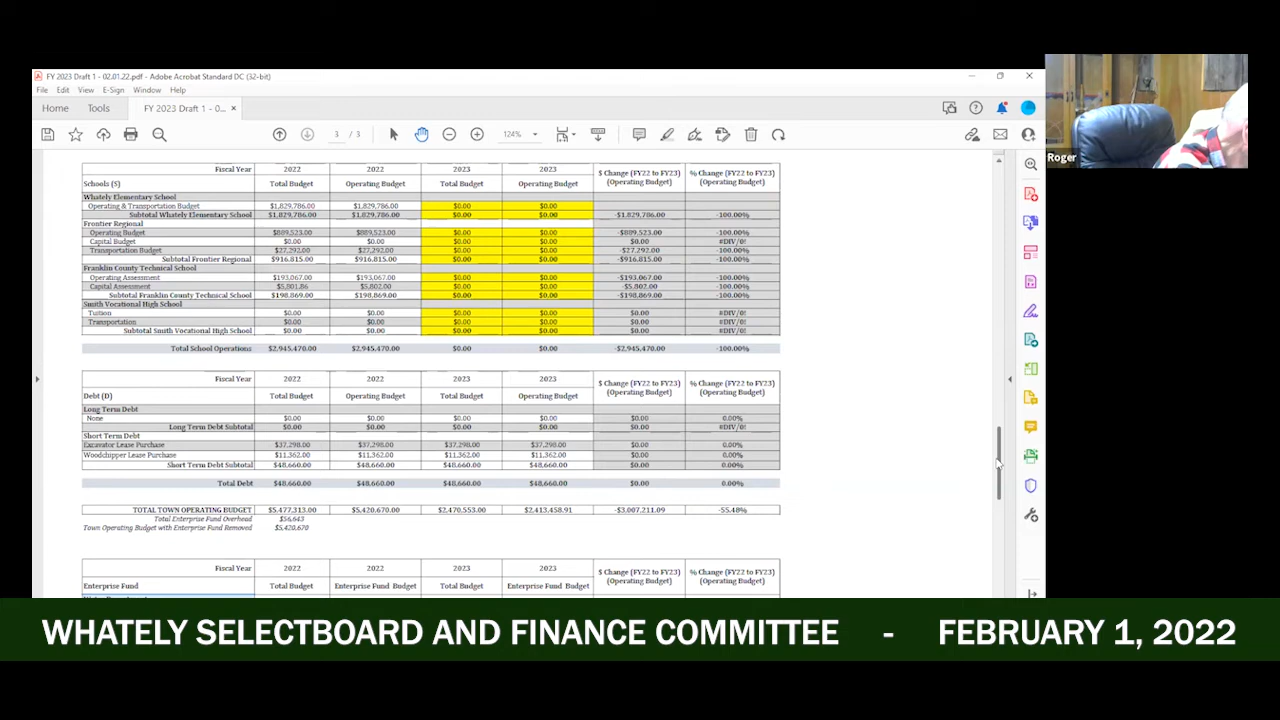 FY 2023 Draft 1 - 02.01.22.pdf - Adobe Acrobat Standard DC (32-bit)
File Edit View E-Sign Window Help
Home Tools FY 2023 Draft 1 - 0... ×
3 / 3 124%
Roger
Fiscal Year 2022 2022 2023 2023 $ Change (FY22 to FY23) % Change (FY22 to FY23)
Schools (S) Total Budget Operating Budget Total Budget Operating Budget (Operating Budget) (Operating Budget)
Whately Elementary School
Operating & Transportation Budget $1,829,786.00 $1,829,786.00 $0.00 $0.00
Subtotal Whately Elementary School $1,829,786.00 $1,829,786.00 $0.00 $0.00 -$1,829,786.00 -100.00%
Frontier Regional
Operating Budget $889,523.00 $889,523.00 $0.00 $0.00 -$889,523.00 -100.00%
Capital Budget $0.00 $0.00 $0.00 $0.00 $0.00 #DIV/0!
Transportation Budget $27,292.00 $27,292.00 $0.00 $0.00 -$27,292.00 -100.00%
Subtotal Frontier Regional $916,815.00 $916,815.00 $0.00 $0.00 -$916,815.00 -100.00%
Franklin County Technical School
Operating Assessment $193,067.00 $193,067.00 $0.00 $0.00 -$193,067.00 -100.00%
Capital Assessment $5,801.86 $5,802.00 $0.00 $0.00 -$5,802.00 -100.00%
Subtotal Franklin County Technical School $198,869.00 $198,869.00 $0.00 $0.00 -$198,869.00 -100.00%
Smith Vocational High School
Tuition $0.00 $0.00 $0.00 $0.00 $0.00 #DIV/0!
Transportation $0.00 $0.00 $0.00 $0.00 $0.00 #DIV/0!
Subtotal Smith Vocational High School $0.00 $0.00 $0.00 $0.00 $0.00 #DIV/0!
Total School Operations $2,945,470.00 $2,945,470.00 $0.00 $0.00 -$2,945,470.00 -100.00%
Fiscal Year 2022 2022 2023 2023 $ Change (FY22 to FY23) % Change (FY22 to FY23)
Debt (D) Total Budget Operating Budget Total Budget Operating Budget (Operating Budget) (Operating Budget)
Long Term Debt
None $0.00 $0.00 $0.00 $0.00 $0.00 0.00%
Long Term Debt Subtotal $0.00 $0.00 $0.00 $0.00 $0.00 #DIV/0!
Short Term Debt
Excavator Lease Purchase $37,298.00 $37,298.00 $37,298.00 $37,298.00 $0.00 0.00%
Woodchipper Lease Purchase $11,362.00 $11,362.00 $11,362.00 $11,362.00 $0.00 0.00%
Short Term Debt Subtotal $48,660.00 $48,660.00 $48,660.00 $48,660.00 $0.00 0.00%
Total Debt $48,660.00 $48,660.00 $48,660.00 $48,660.00 $0.00 0.00%
TOTAL TOWN OPERATING BUDGET $5,477,313.00 $5,420,670.00 $2,470,553.00 $2,413,458.91 -$3,007,211.09 -55.48%
Total Enterprise Fund Overhead $56,643
Town Operating Budget with Enterprise Fund Removed $5,420,670
Fiscal Year 2022 2022 2023 2023 $ Change (FY22 to FY23) % Change (FY22 to FY23)
Enterprise Fund Total Budget Enterprise Fund Budget Total Budget Enterprise Fund Budget (Operating Budget) (Operating Budget)
WHATELY SELECTBOARD AND FINANCE COMMITTEE - FEBRUARY 1, 2022